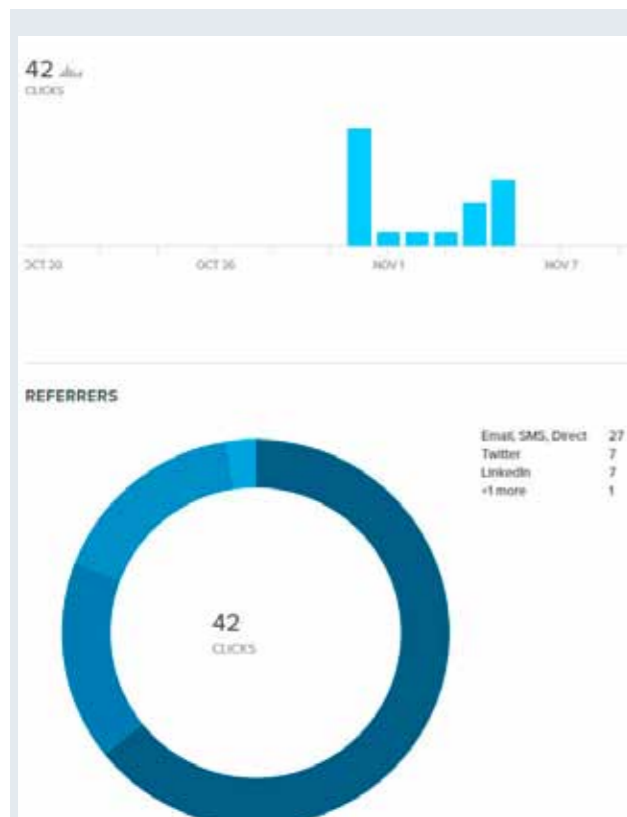 42
CLICKS
OCT 20
OCT 26
NOV 1
NOV 7
REFERRERS
Email, SMS, Direct 27
Twitter 7
LinkedIn 7
+1 more 1
42
CLICKS